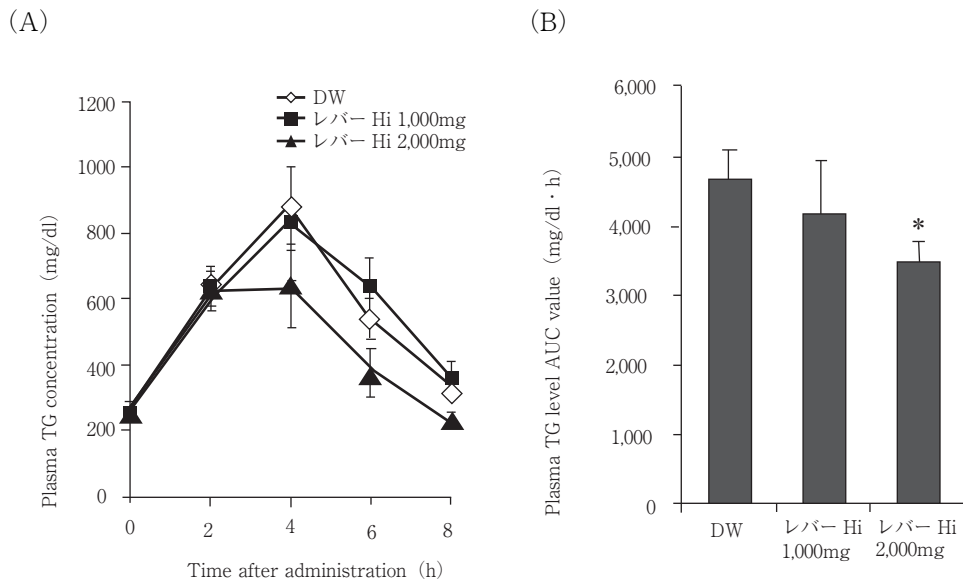 (A)
1200
1000
800
600
400
200
0
0 2 4 6 8
Plasma TG concentration (mg/dl)
Time after administration (h)
DW
レバー Hi 1,000mg
レバー Hi 2,000mg
(B)
6,000
5,000
4,000
3,000
2,000
1,000
0
Plasma TG level AUC value (mg/dl・h)
*
DW
レバー Hi
1,000mg
レバー Hi
2,000mg